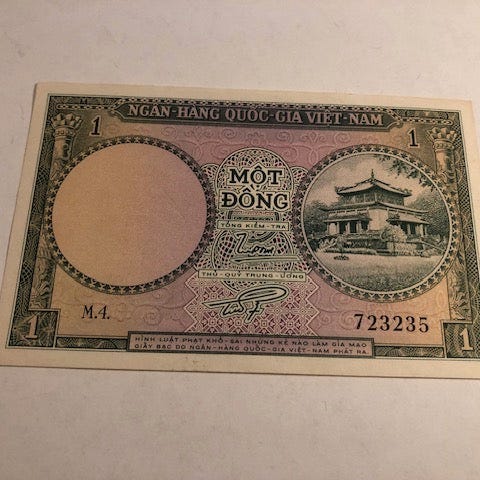 NGÂN-HÀNG QUỐC-GIA VIỆT-NAM
1 1
MỘT
ĐỒNG
TỔNG KIỂM-TRA
THỦ-QUỸ TRUNG-ƯƠNG
M.4. 723235
1 1
HÌNH LUẬT PHẠT KHỔ-SAI NHỮNG KẺ NÀO LÀM GIẢ MẠO
GIẤY BẠC DO NGÂN-HÀNG QUỐC-GIA VIỆT-NAM PHÁT RA.